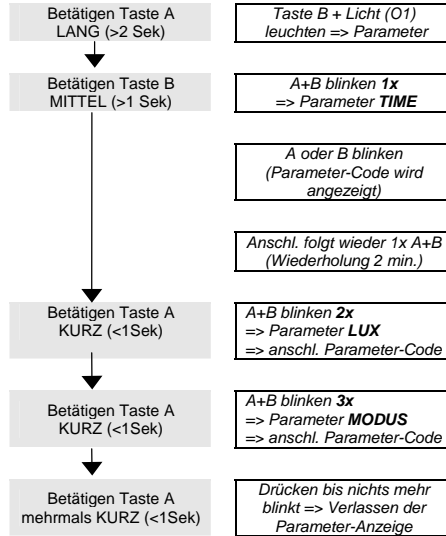 Betätigen Taste A
LANG (>2 Sek)
Taste B + Licht (O1)
leuchten => Parameter
Betätigen Taste B
MITTEL (>1 Sek)
A+B blinken 1x
=> Parameter TIME
A oder B blinken
(Parameter-Code wird
angezeigt)
Anschl. folgt wieder 1x A+B
(Wiederholung 2 min.)
Betätigen Taste A
KURZ (<1Sek)
A+B blinken 2x
=> Parameter LUX
=> anschl. Parameter-Code
Betätigen Taste A
KURZ (<1Sek)
A+B blinken 3x
=> Parameter MODUS
=> anschl. Parameter-Code
Betätigen Taste A
mehrmals KURZ (<1Sek)
Drücken bis nichts mehr
blinkt => Verlassen der
Parameter-Anzeige